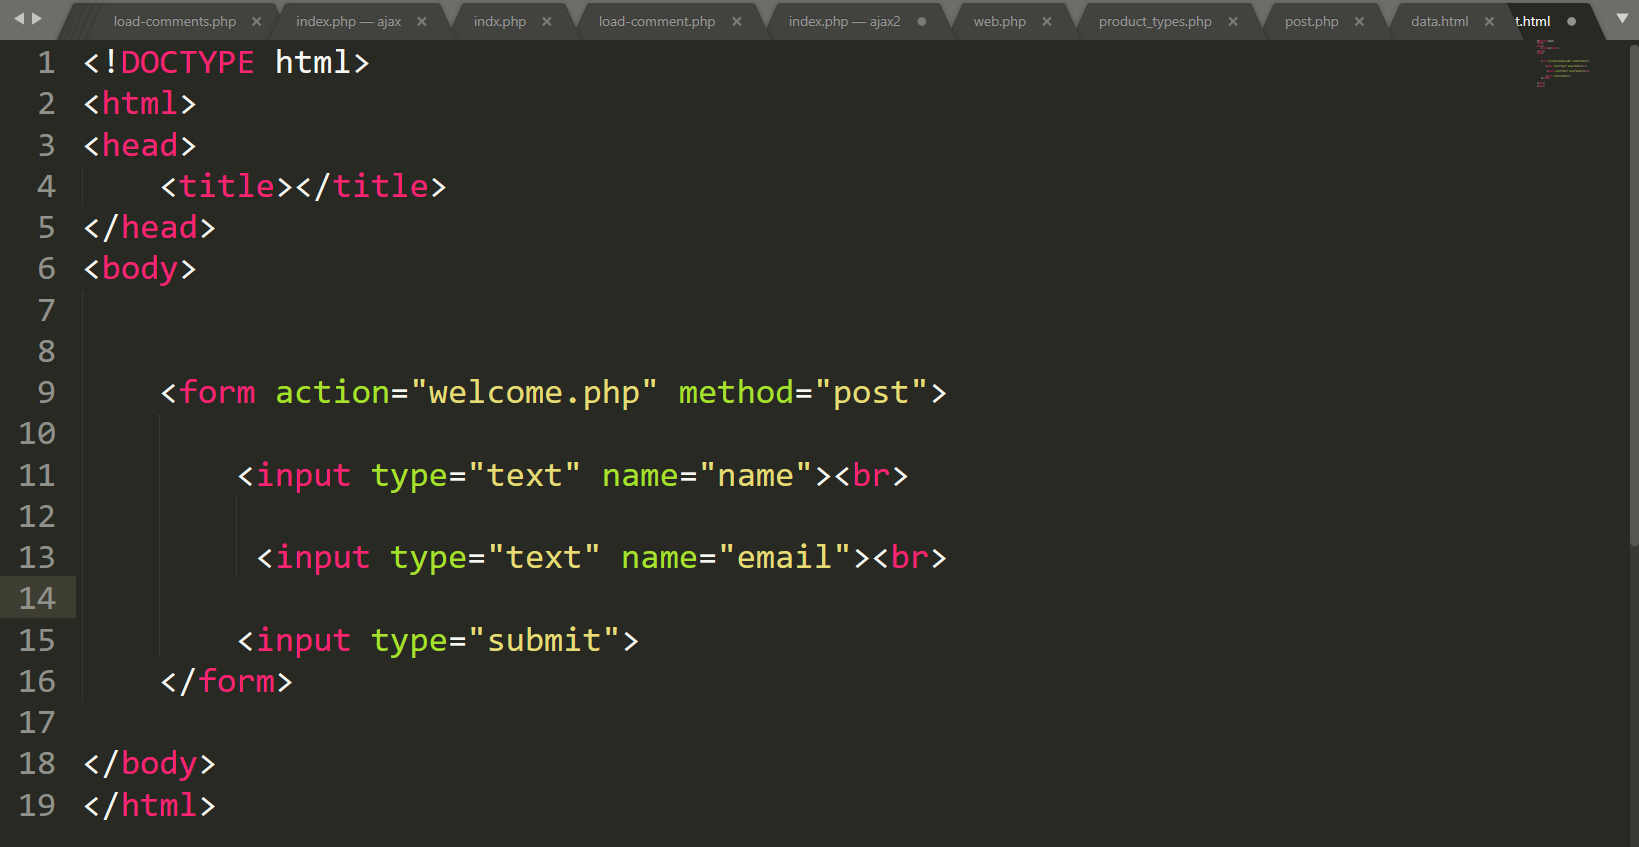 load-comments.php × index.php — ajax × indx.php × load-comment.php × index.php — ajax2 web.php × product_types.php × post.php × data.html × t.html
1 <!DOCTYPE html>
2 <html>
3 <head>
4 <title></title>
5 </head>
6 <body>
7
8
9 <form action="welcome.php" method="post">
10
11 <input type="text" name="name"><br>
12
13 <input type="text" name="email"><br>
14
15 <input type="submit">
16 </form>
17
18 </body>
19 </html>